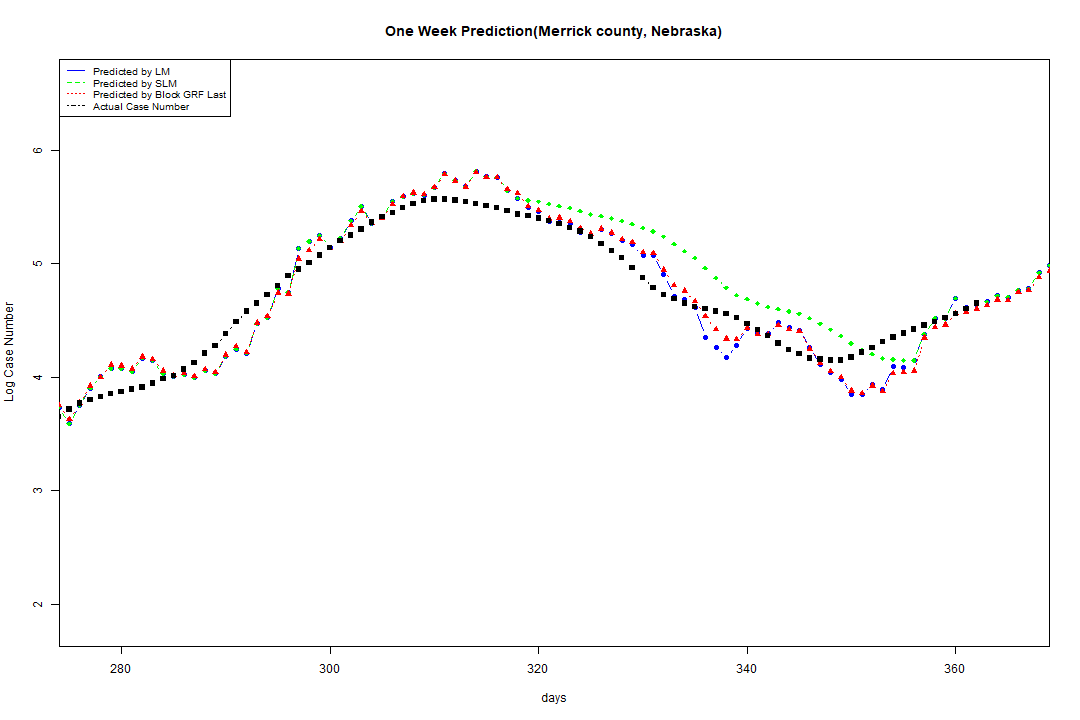 One Week Prediction(Merrick county, Nebraska)
Predicted by LM
Predicted by SLM
Predicted by Block GRF Last
Actual Case Number
6
5
4
3
2
Log Case Number
280 300 320 340 360
days